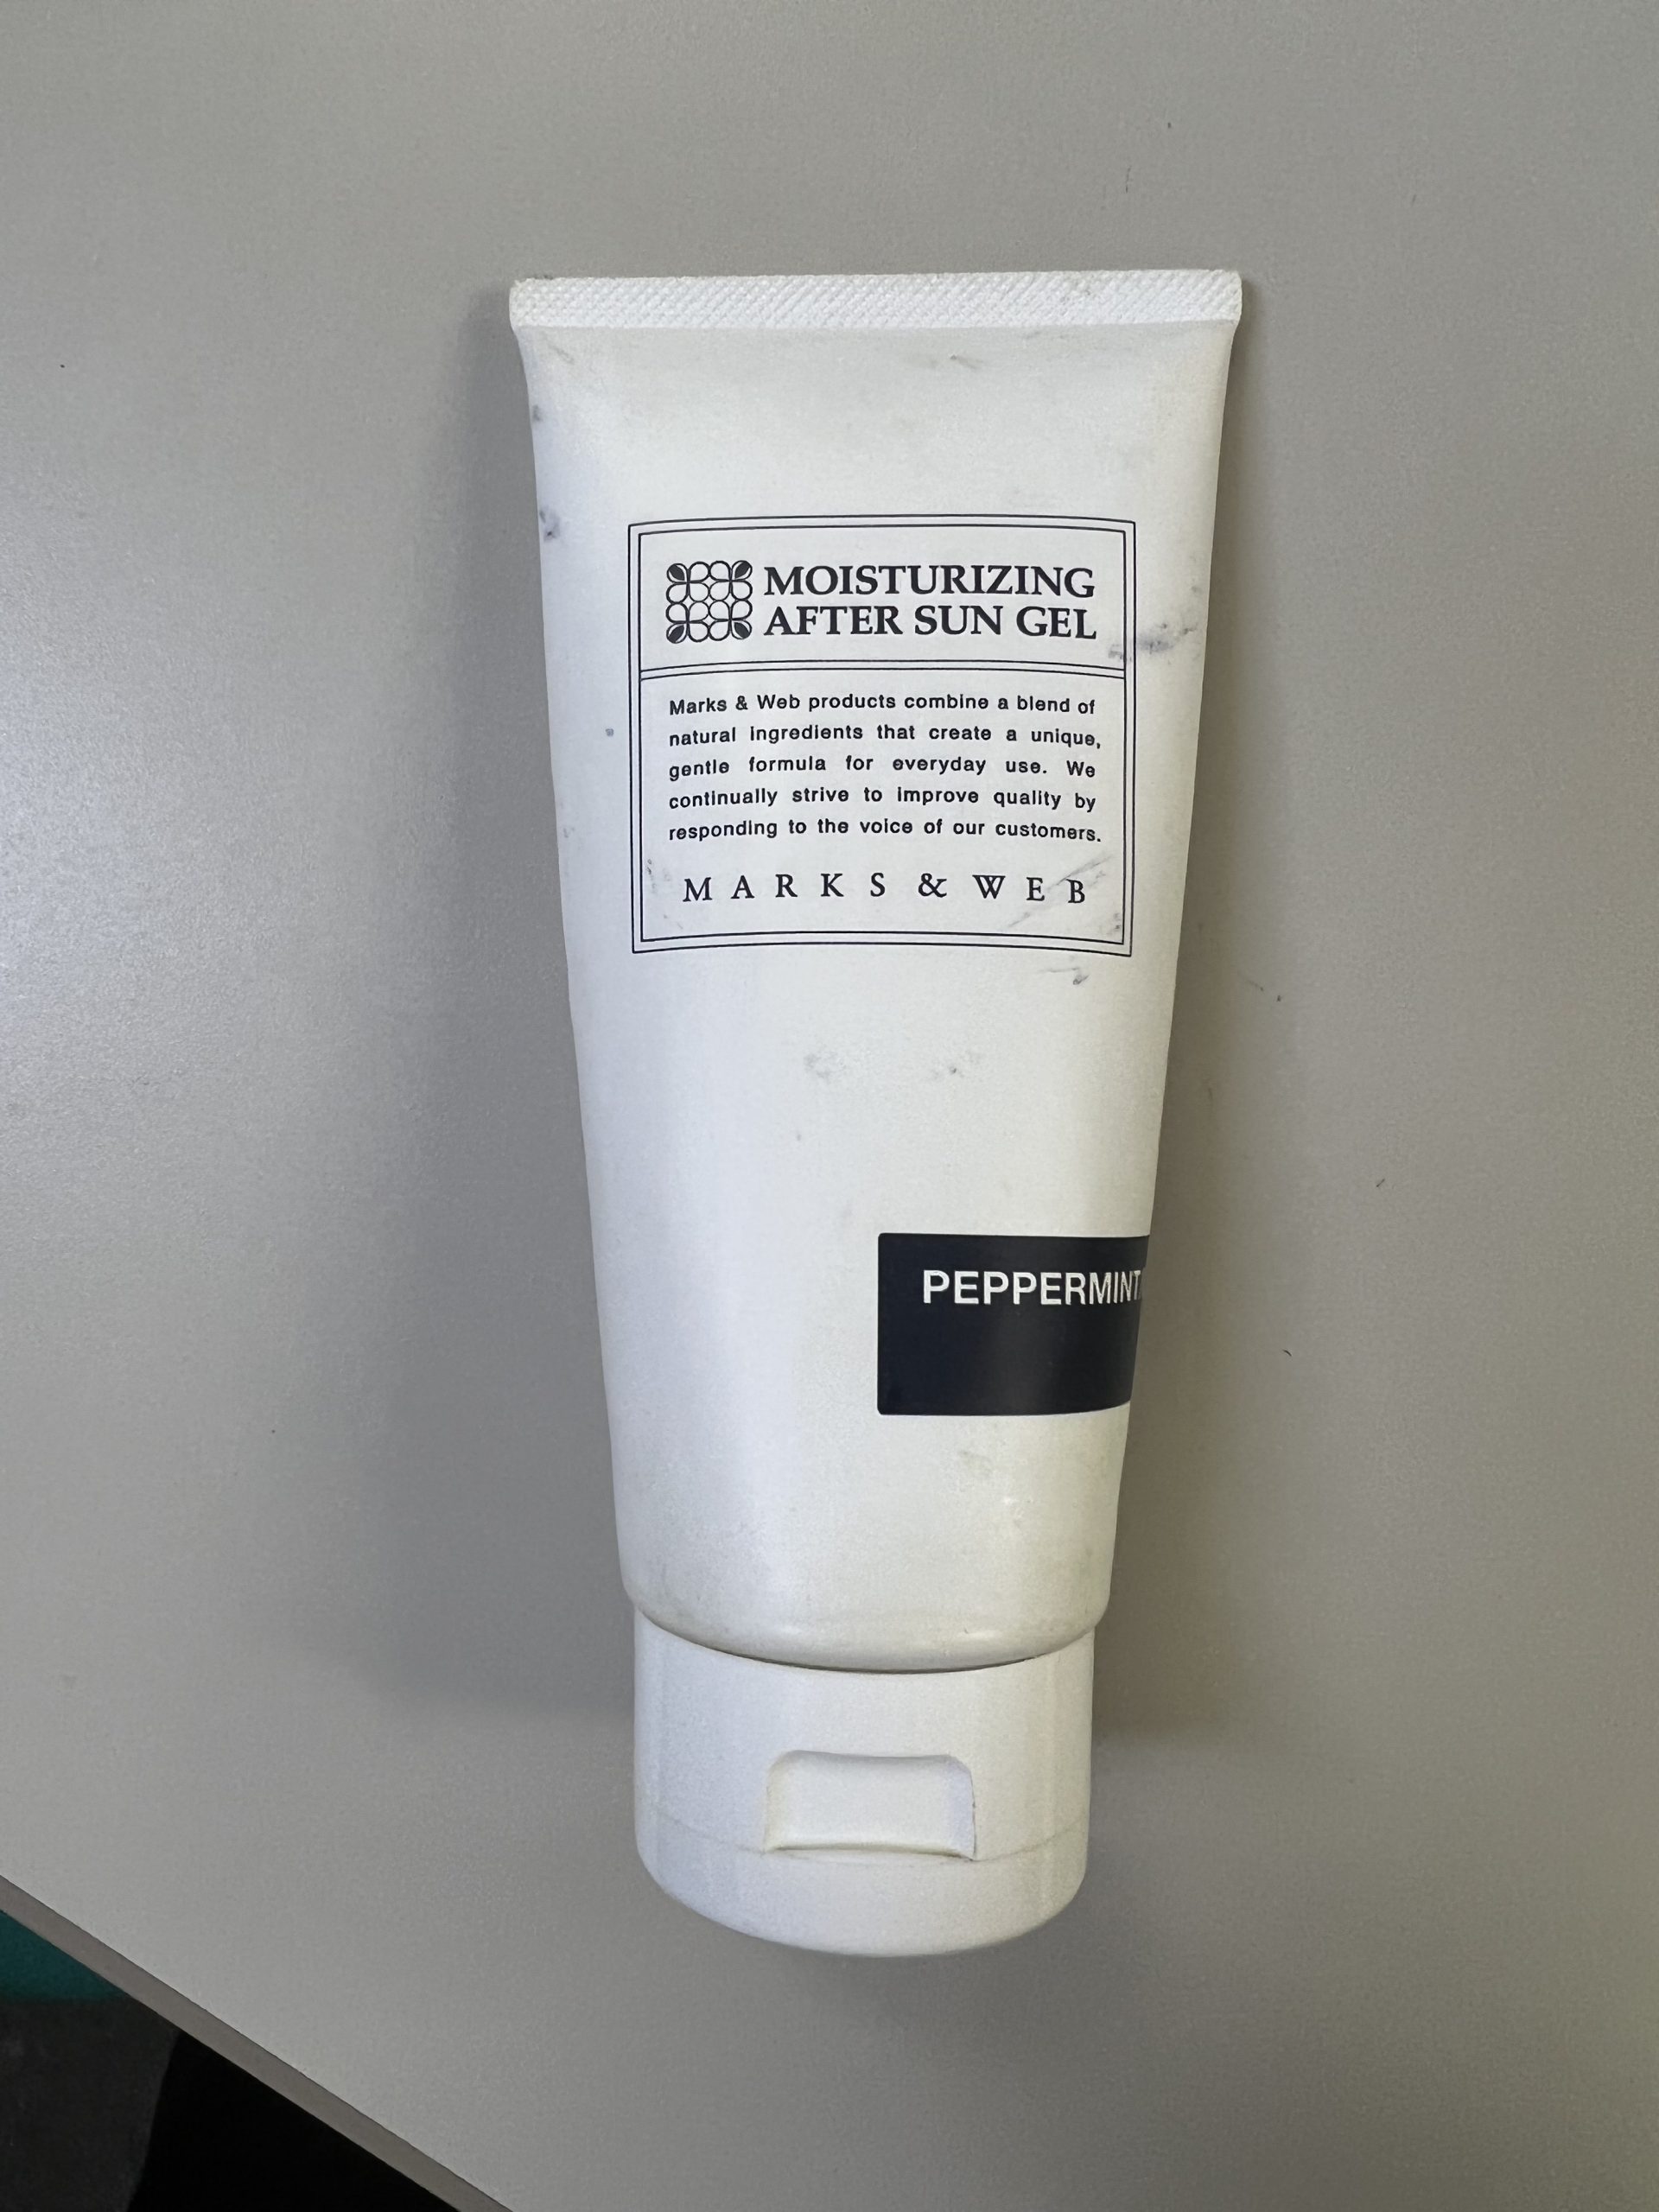 MOISTURIZING
AFTER SUN GEL
Marks & Web products combine a blend of
natural ingredients that create a unique,
gentle formula for everyday use. We
continually strive to improve quality by
responding to the voice of our customers.
MARKS & WEB
PEPPERMINT